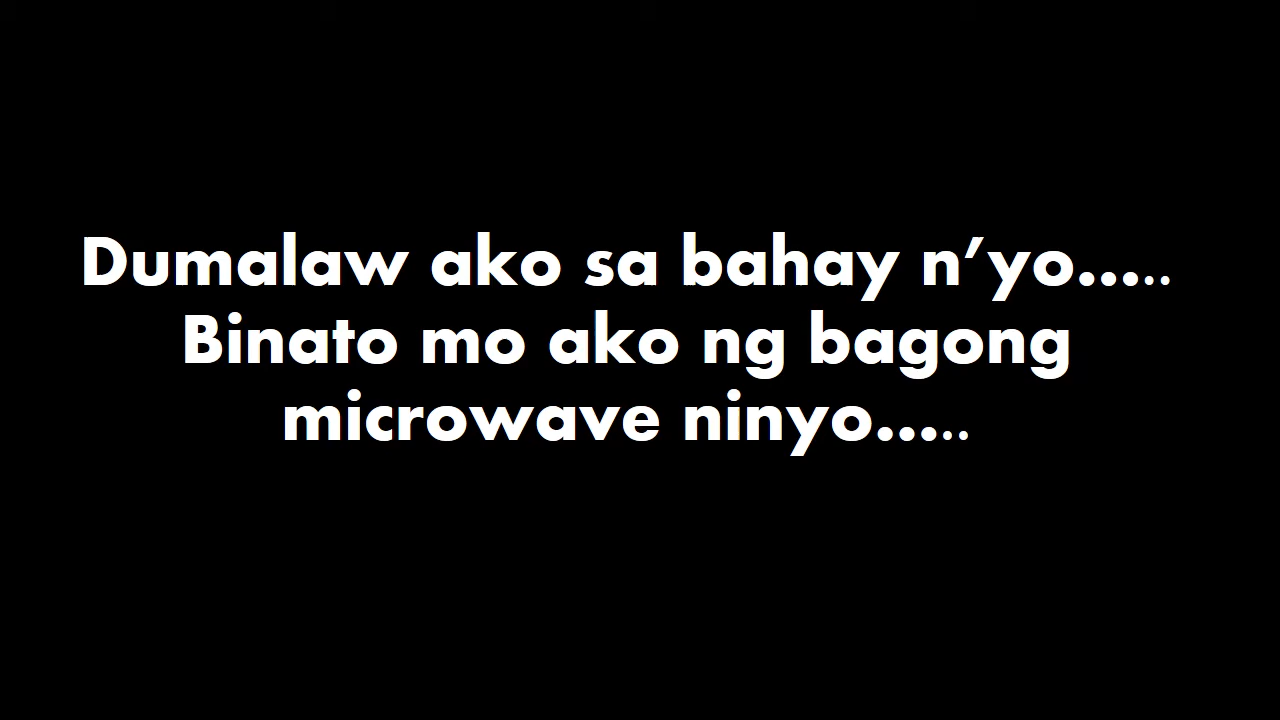 Dumalaw ako sa bahay n’yo.....
Binato mo ako ng bagong
microwave ninyo.....